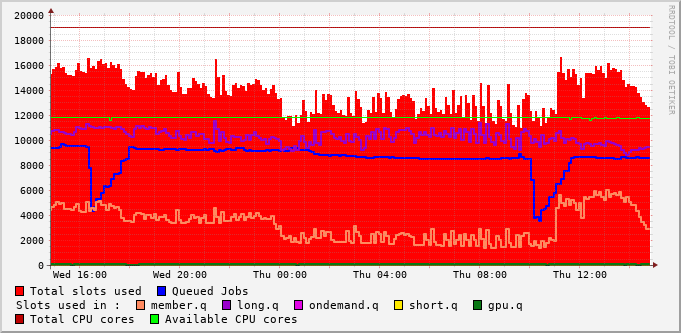 20000
18000
16000
14000
12000
10000
8000
6000
4000
2000
0
Wed 16:00 Wed 20:00 Thu 00:00 Thu 04:00 Thu 08:00 Thu 12:00
RRDTOOL / TOBI OETIKER
Total slots used Queued Jobs
Slots used in : member.q long.q ondemand.q short.q gpu.q
Total CPU cores Available CPU cores